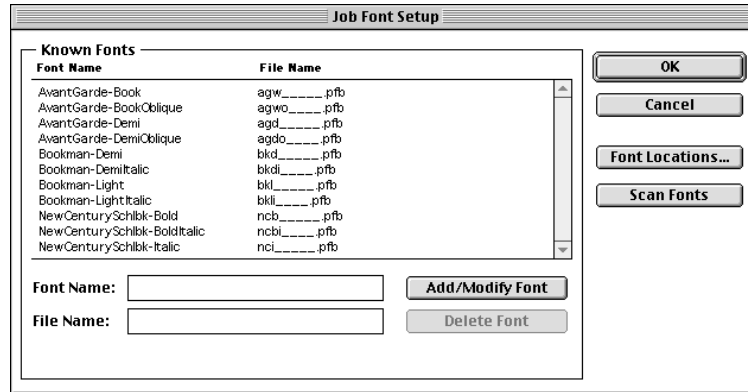 Job Font Setup
Known Fonts
Font Name File Name
AvantGarde-Book agw_____.pfb
AvantGarde-BookOblique agwo____.pfb
AvantGarde-Demi agd_____.pfb
AvantGarde-DemiOblique agdo____.pfb
Bookman-Demi bkd_____.pfb
Bookman-DemiItalic bkdi____.pfb
Bookman-Light bkl_____.pfb
Bookman-LightItalic bkli____.pfb
NewCenturySchlbk-Bold ncb_____.pfb
NewCenturySchlbk-BoldItalic ncbi____.pfb
NewCenturySchlbk-Italic nci_____.pfb
OK
Cancel
Font Locations...
Scan Fonts
Font Name: Add/Modify Font
File Name: Delete Font